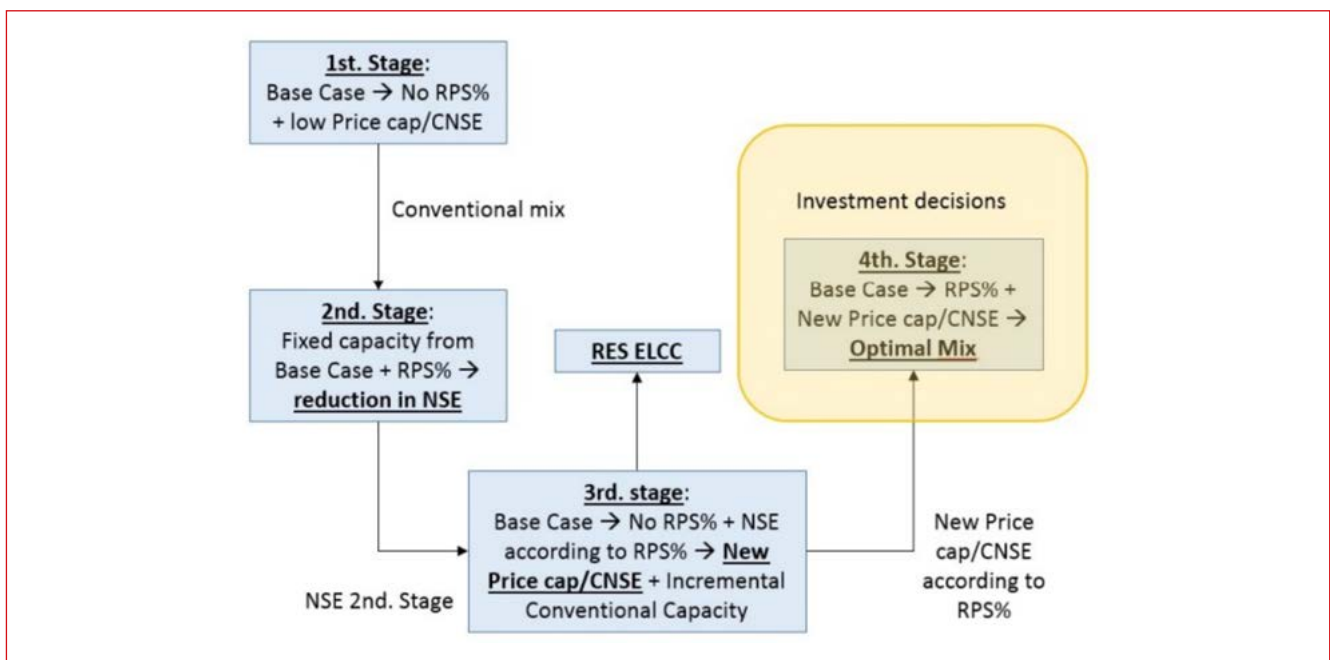 1st. Stage:
Base Case → No RPS%
+ low Price cap/CNSE
Conventional mix
2nd. Stage:
Fixed capacity from
Base Case + RPS% →
reduction in NSE
NSE 2nd. Stage
RES ELCC
3rd. stage:
Base Case → No RPS% + NSE
according to RPS% → New
Price cap/CNSE + Incremental
Conventional Capacity
New Price
cap/CNSE
according to
RPS%
Investment decisions
4th. Stage:
Base Case → RPS% +
New Price cap/CNSE →
Optimal Mix